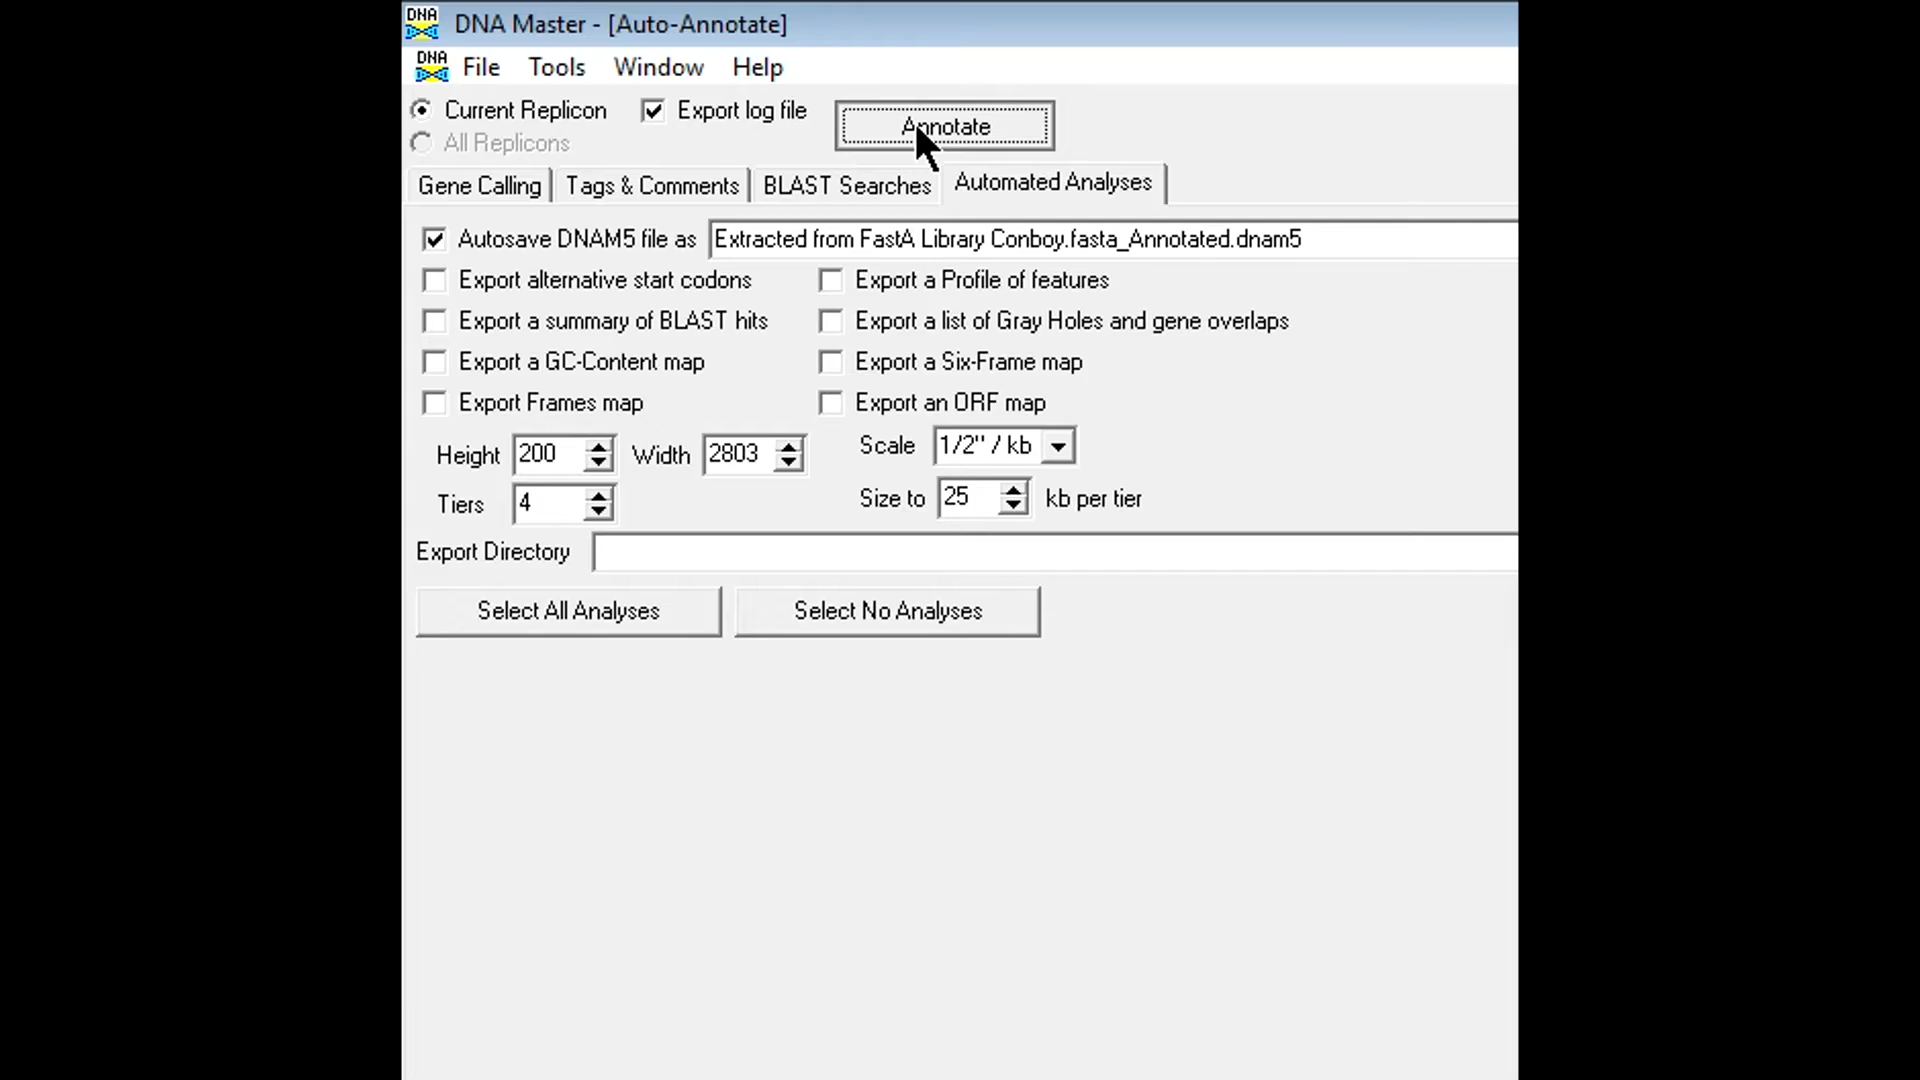 DNA
DNA Master - [Auto-Annotate]
DNA
File Tools Window Help
Current Replicon Export log file Annotate
All Replicons
Gene Calling Tags & Comments BLAST Searches Automated Analyses
Autosave DNAM5 file as Extracted from FastA Library Conboy.fasta_Annotated.dnam5
Export alternative start codons Export a Profile of features
Export a summary of BLAST hits Export a list of Gray Holes and gene overlaps
Export a GC-Content map Export a Six-Frame map
Export Frames map Export an ORF map
Height 200 Width 2803 Scale 1/2" / kb
Tiers 4 Size to 25 kb per tier
Export Directory
Select All Analyses Select No Analyses